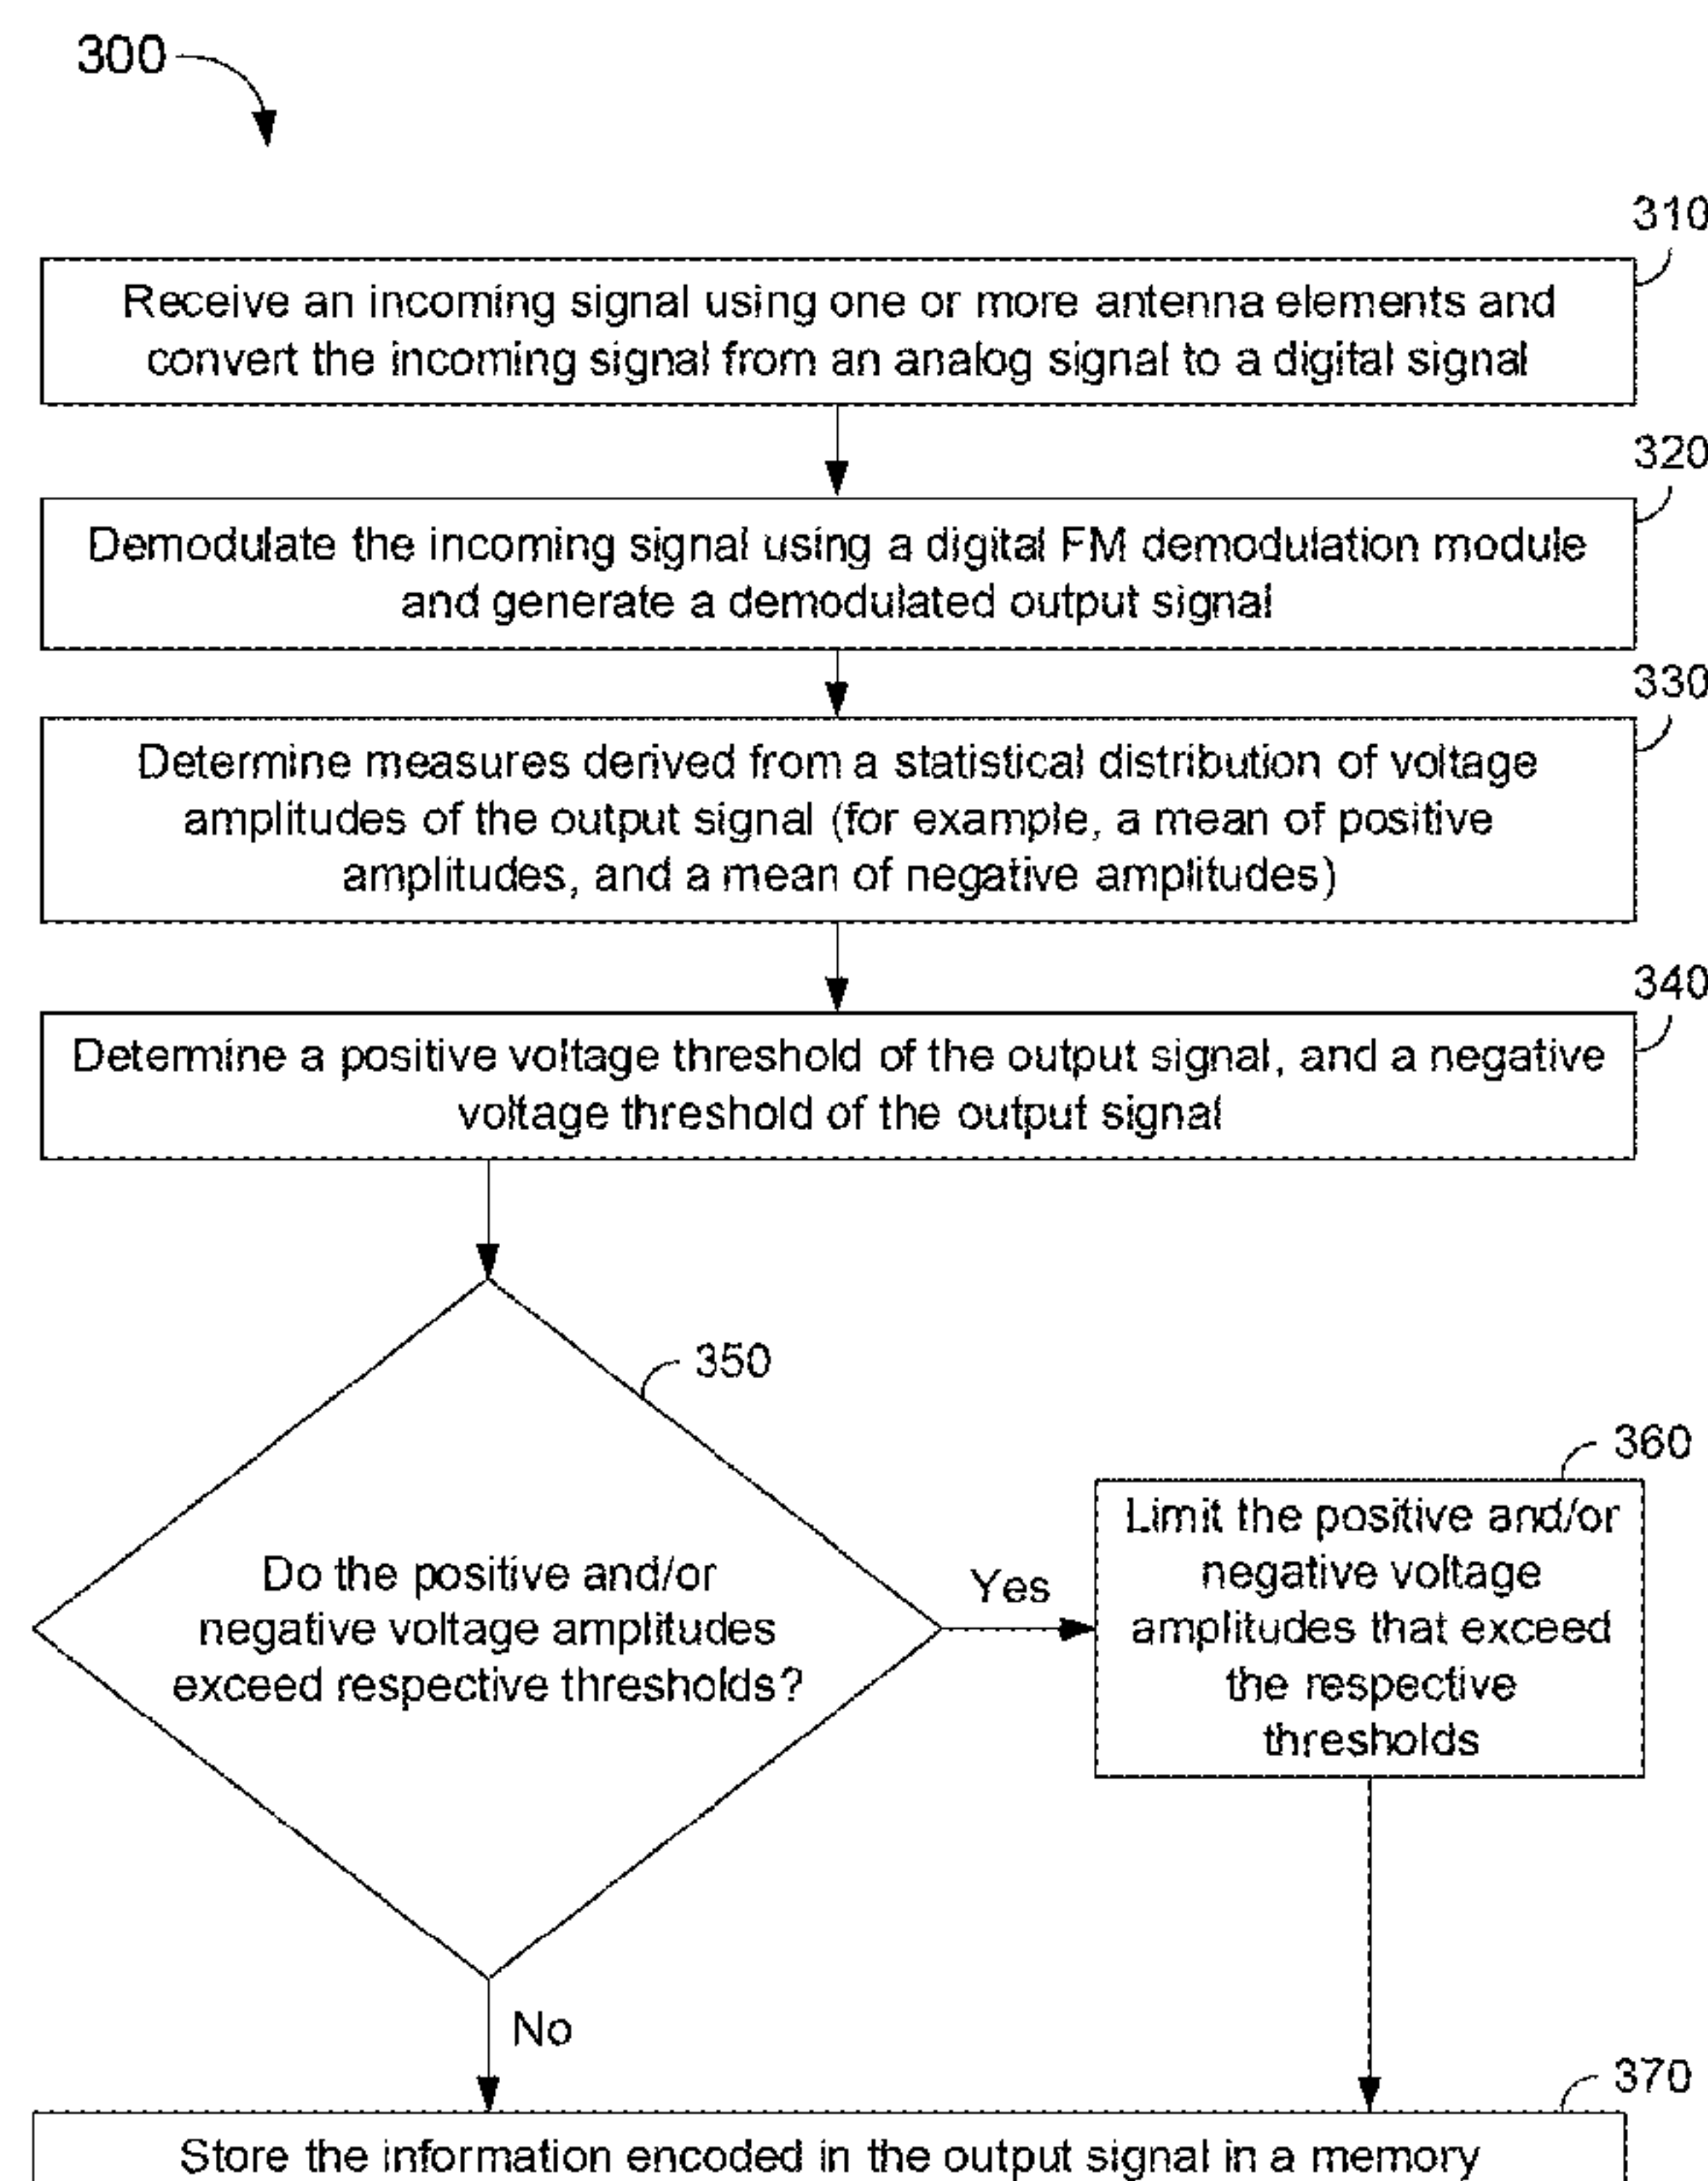 300
310
Receive an incoming signal using one or more antenna elements and
convert the incoming signal from an analog signal to a digital signal
320
Demodulate the incoming signal using a digital FM demodulation module
and generate a demodulated output signal
330
Determine measures derived from a statistical distribution of voltage
amplitudes of the output signal (for example, a mean of positive
amplitudes, and a mean of negative amplitudes)
340
Determine a positive voltage threshold of the output signal, and a negative
voltage threshold of the output signal
350
Do the positive and/or
negative voltage amplitudes
exceed respective thresholds?
Yes
360
Limit the positive and/or
negative voltage
amplitudes that exceed
the respective
thresholds
No
370
Store the information encoded in the output signal in a memory